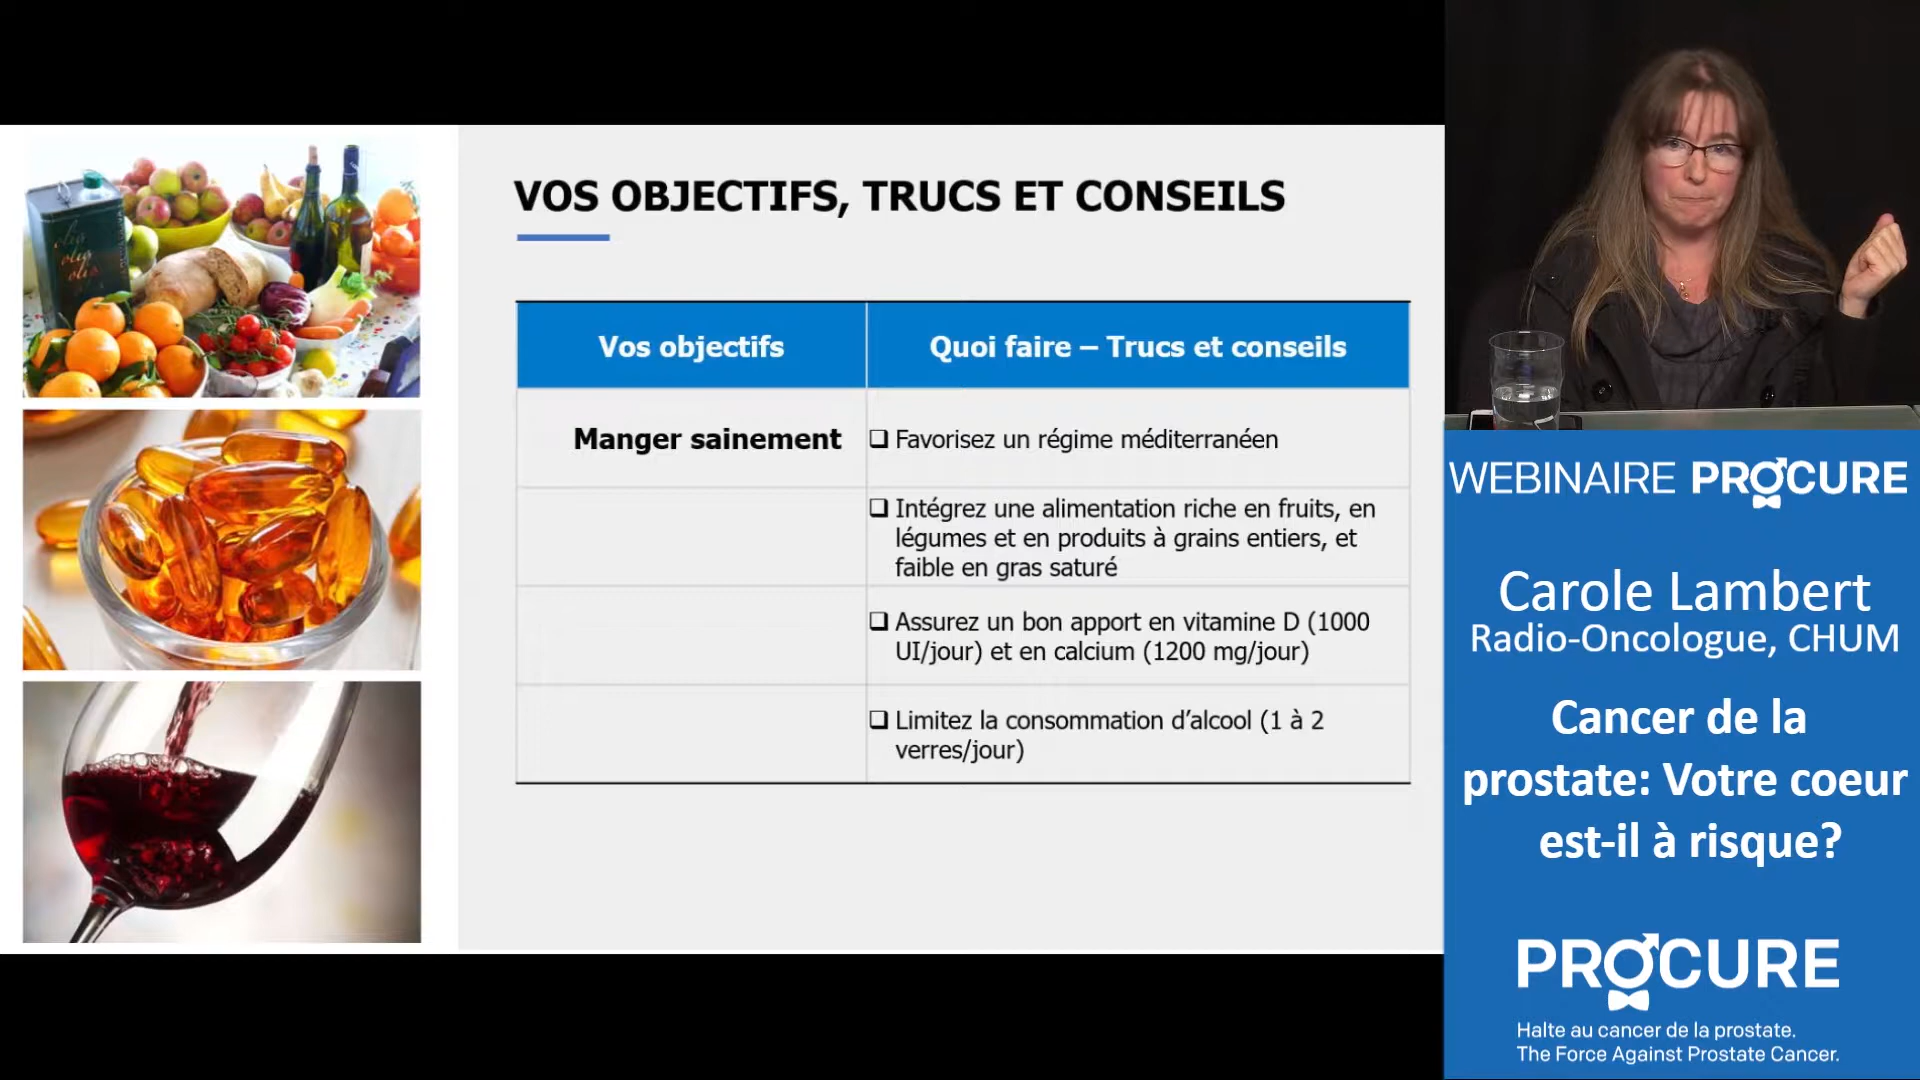 VOS OBJECTIFS, TRUCS ET CONSEILS
Vos objectifs
Quoi faire – Trucs et conseils
Manger sainement
❑ Favorisez un régime méditerranéen
❑ Intégrez une alimentation riche en fruits, en
légumes et en produits à grains entiers, et
faible en gras saturé
❑ Assurez un bon apport en vitamine D (1000
UI/jour) et en calcium (1200 mg/jour)
❑ Limitez la consommation d’alcool (1 à 2
verres/jour)
olio
olio
olio
WEBINAIRE PROCURE
Carole Lambert
Radio-Oncologue, CHUM
Cancer de la
prostate: Votre coeur
est-il à risque?
PROCURE
Halte au cancer de la prostate.
The Force Against Prostate Cancer.